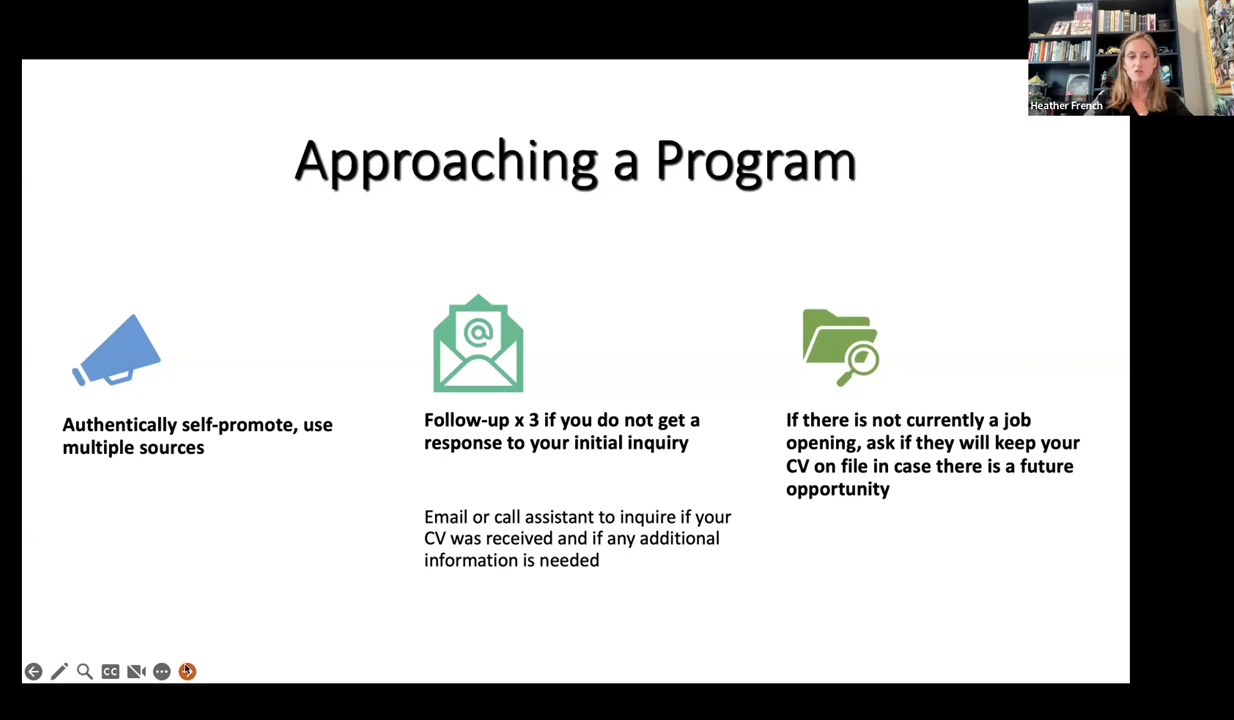 Heather French
Approaching a Program
@
Authentically self-promote, use
multiple sources
Follow-up x 3 if you do not get a
response to your initial inquiry
Email or call assistant to inquire if your
CV was received and if any additional
information is needed
If there is not currently a job
opening, ask if they will keep your
CV on file in case there is a future
opportunity
CC